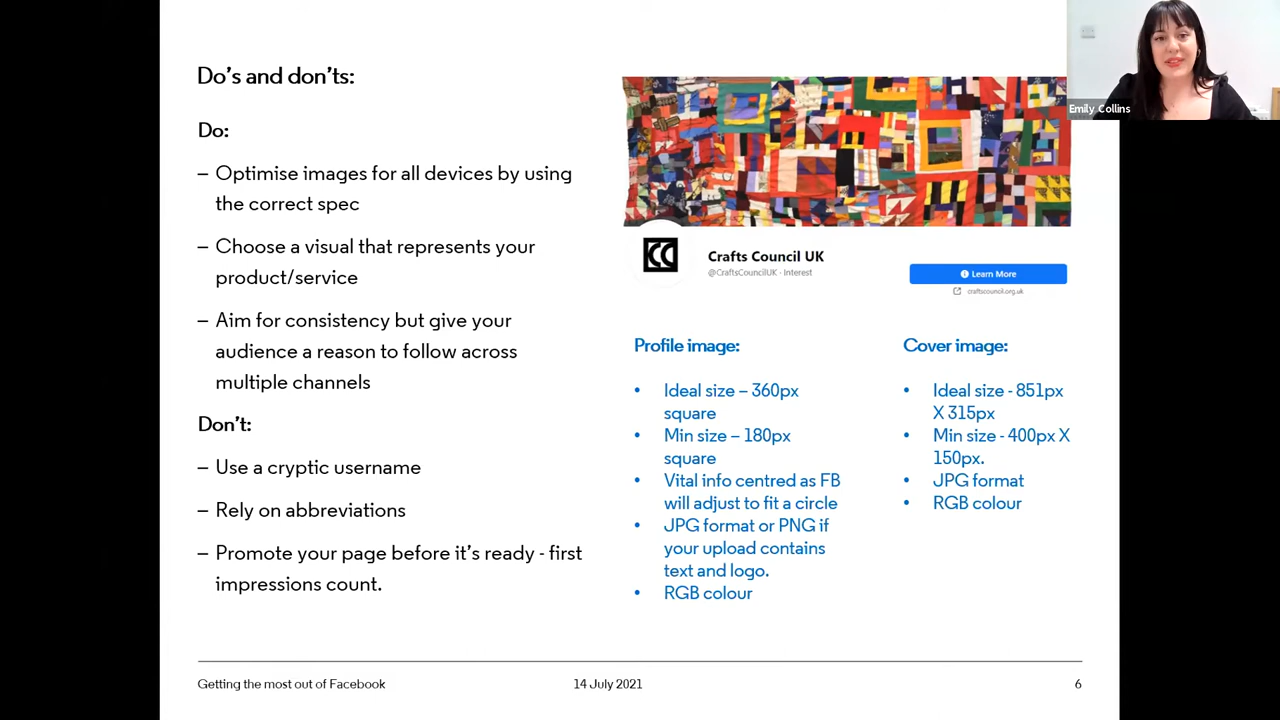 Do's and don'ts:
Do:
– Optimise images for all devices by using
the correct spec
– Choose a visual that represents your
product/service
– Aim for consistency but give your
audience a reason to follow across
multiple channels
Don't:
– Use a cryptic username
– Rely on abbreviations
– Promote your page before it's ready - first
impressions count.
Emily Collins
CC
Crafts Council UK
@CraftsCouncilUK · Interest
Learn More
craftscouncil.org.uk
Profile image:
• Ideal size – 360px
square
• Min size – 180px
square
• Vital info centred as FB
will adjust to fit a circle
• JPG format or PNG if
your upload contains
text and logo.
• RGB colour
Cover image:
• Ideal size - 851px
X 315px
• Min size - 400px X
150px.
• JPG format
• RGB colour
Getting the most out of Facebook
14 July 2021
6